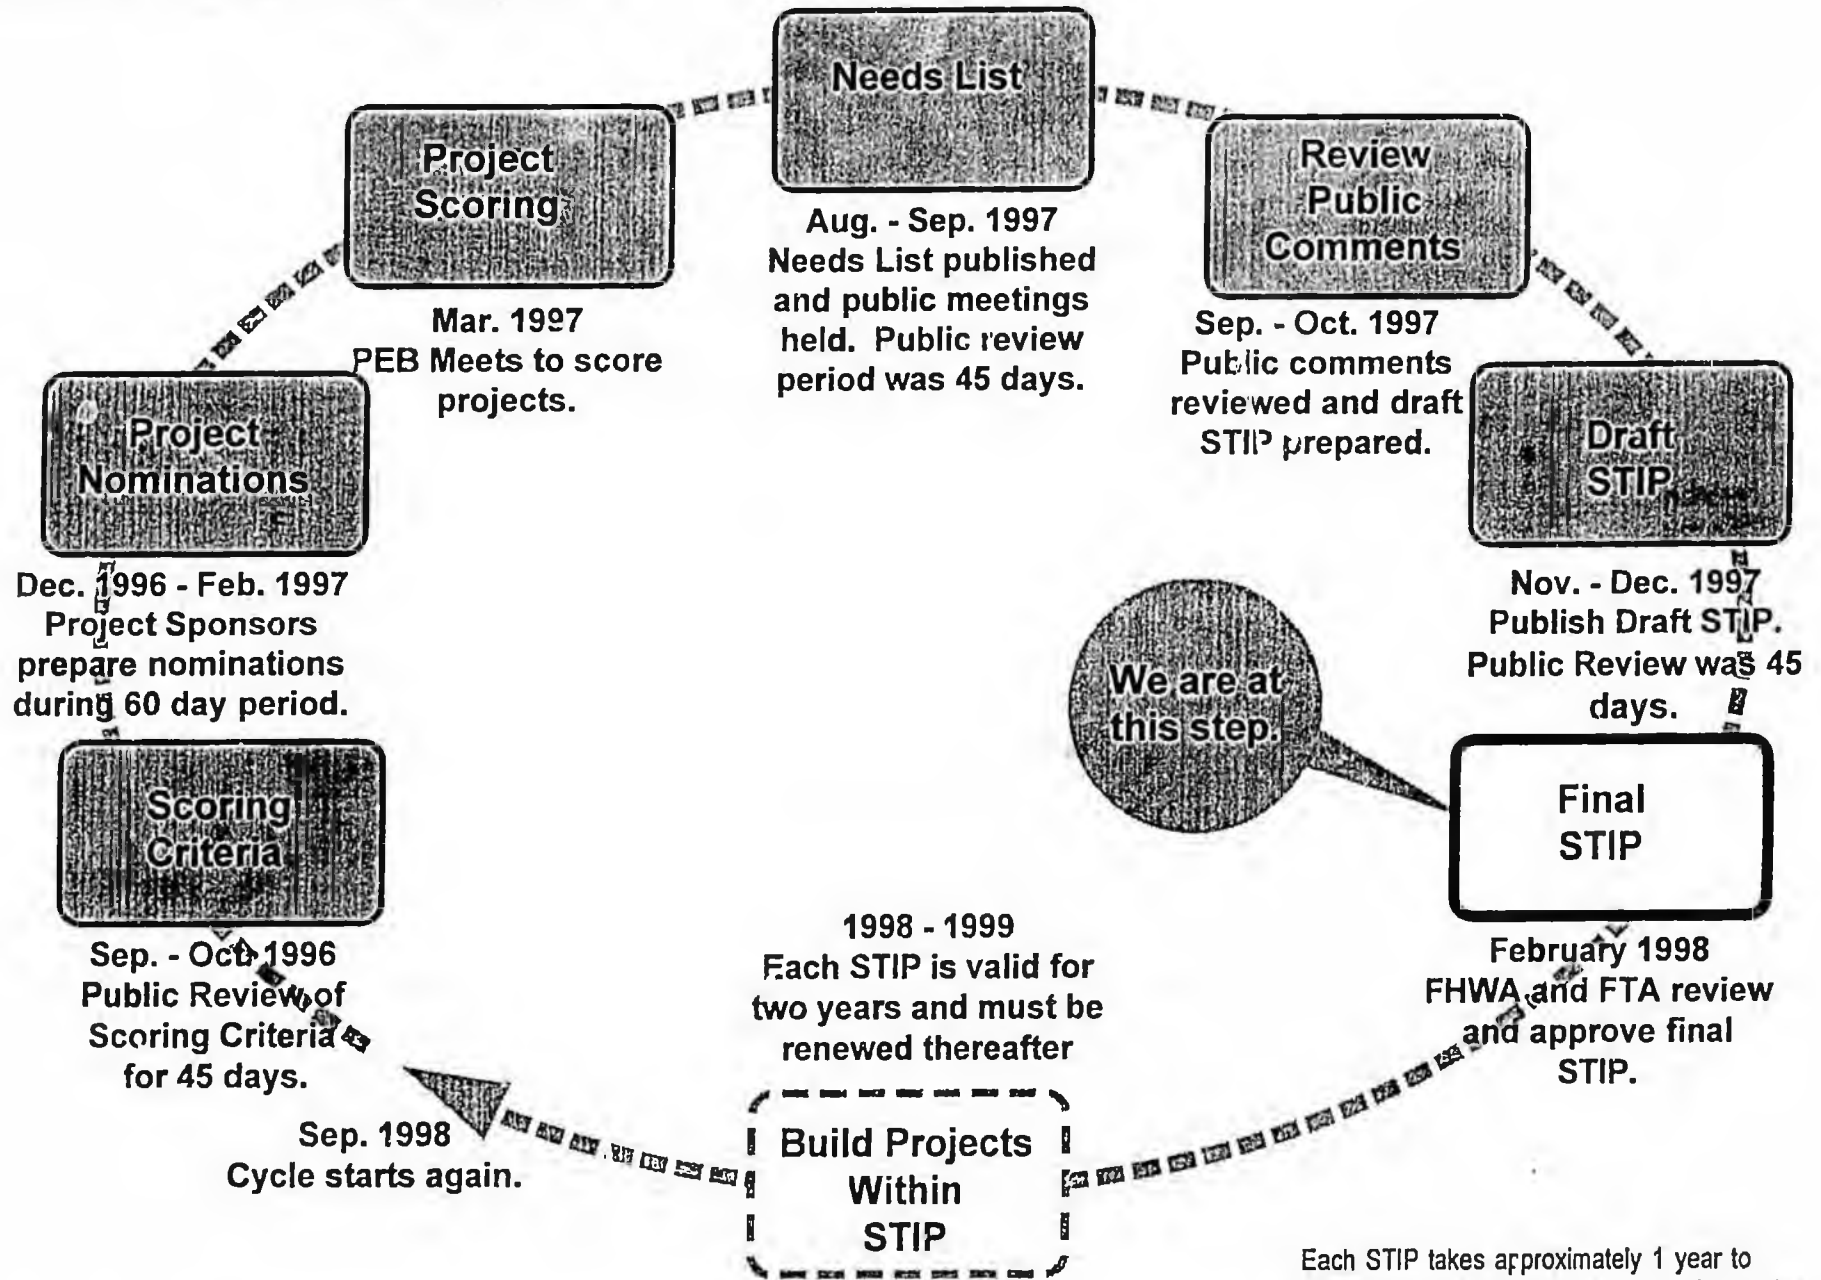 Needs List
Aug. - Sep. 1997
Needs List published
and public meetings
held. Public review
period was 45 days.
Project
Scoring
Mar. 1997
PEB Meets to score
projects.
Review
Public
Comments
Sep. - Oct. 1997
Public comments
reviewed and draft
STIP prepared.
Project
Nominations
Dec. 1996 - Feb. 1997
Project Sponsors
prepare nominations
during 60 day period.
Draft
STIP
Nov. - Dec. 1997
Publish Draft STIP.
Public Review was 45
days.
We are at
this step.
Scoring
Criteria
Sep. - Oct. 1996
Public Review of
Scoring Criteria
for 45 days.
Final
STIP
February 1998
FHWA and FTA review
and approve final
STIP.
1998 - 1999
Each STIP is valid for
two years and must be
renewed thereafter
Build Projects
Within
STIP
Sep. 1998
Cycle starts again.
Each STIP takes approximately 1 year to